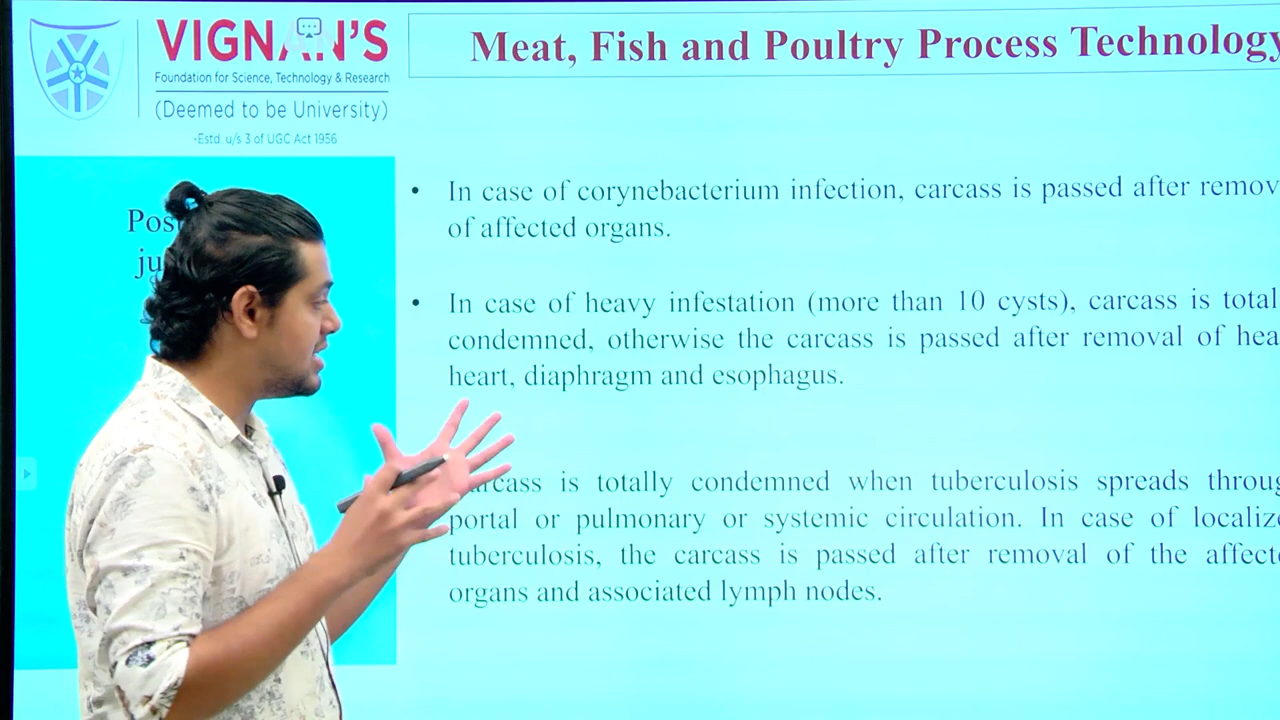 VIGNAN'S
Foundation for Science, Technology & Research
(Deemed to be University)
-Estd. u/s 3 of UGC Act 1956
Meat, Fish and Poultry Process Technology
Pos
ju
• In case of corynebacterium infection, carcass is passed after remov
of affected organs.
• In case of heavy infestation (more than 10 cysts), carcass is total
condemned, otherwise the carcass is passed after removal of hea
heart, diaphragm and esophagus.
arcass is totally condemned when tuberculosis spreads throug
portal or pulmonary or systemic circulation. In case of localize
tuberculosis, the carcass is passed after removal of the affecte
organs and associated lymph nodes.